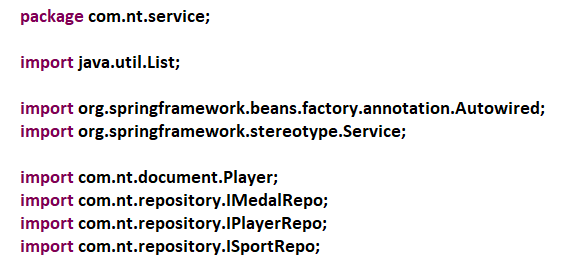 package com.nt.service;
import java.util.List;
import org.springframework.beans.factory.annotation.Autowired;
import org.springframework.stereotype.Service;
import com.nt.document.Player;
import com.nt.repository.IMedalRepo;
import com.nt.repository.IPlayerRepo;
import com.nt.repository.ISportRepo;